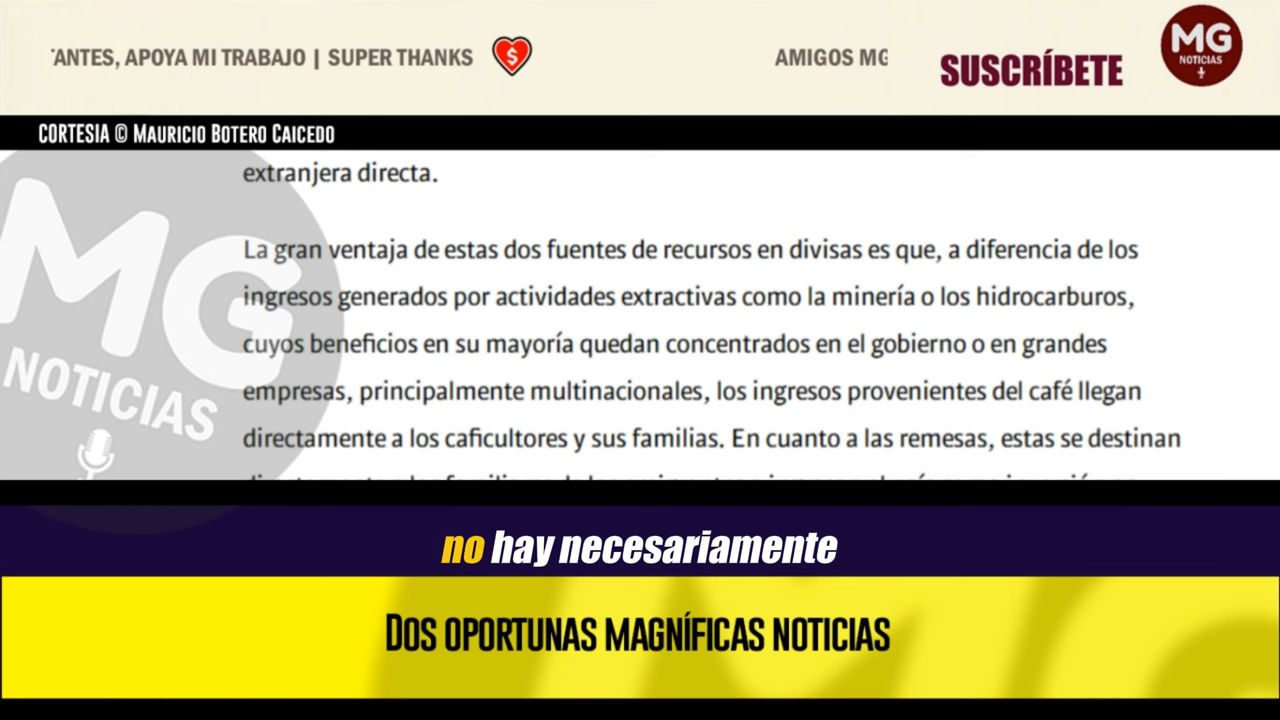 'ANTES, APOYA MI TRABAJO | SUPER THANKS
$
AMIGOS MG
SUSCRÍBETE
MG
NOTICIAS
CORTESIA © MAURICIO BOTERO CAICEDO
extranjera directa.
La gran ventaja de estas dos fuentes de recursos en divisas es que, a diferencia de los
ingresos generados por actividades extractivas como la minería o los hidrocarburos,
cuyos beneficios en su mayoría quedan concentrados en el gobierno o en grandes
empresas, principalmente multinacionales, los ingresos provenientes del café llegan
directamente a los caficultores y sus familias. En cuanto a las remesas, estas se destinan
MG
NOTICIAS
no hay necesariamente
DOS OPORTUNAS MAGNÍFICAS NOTICIAS